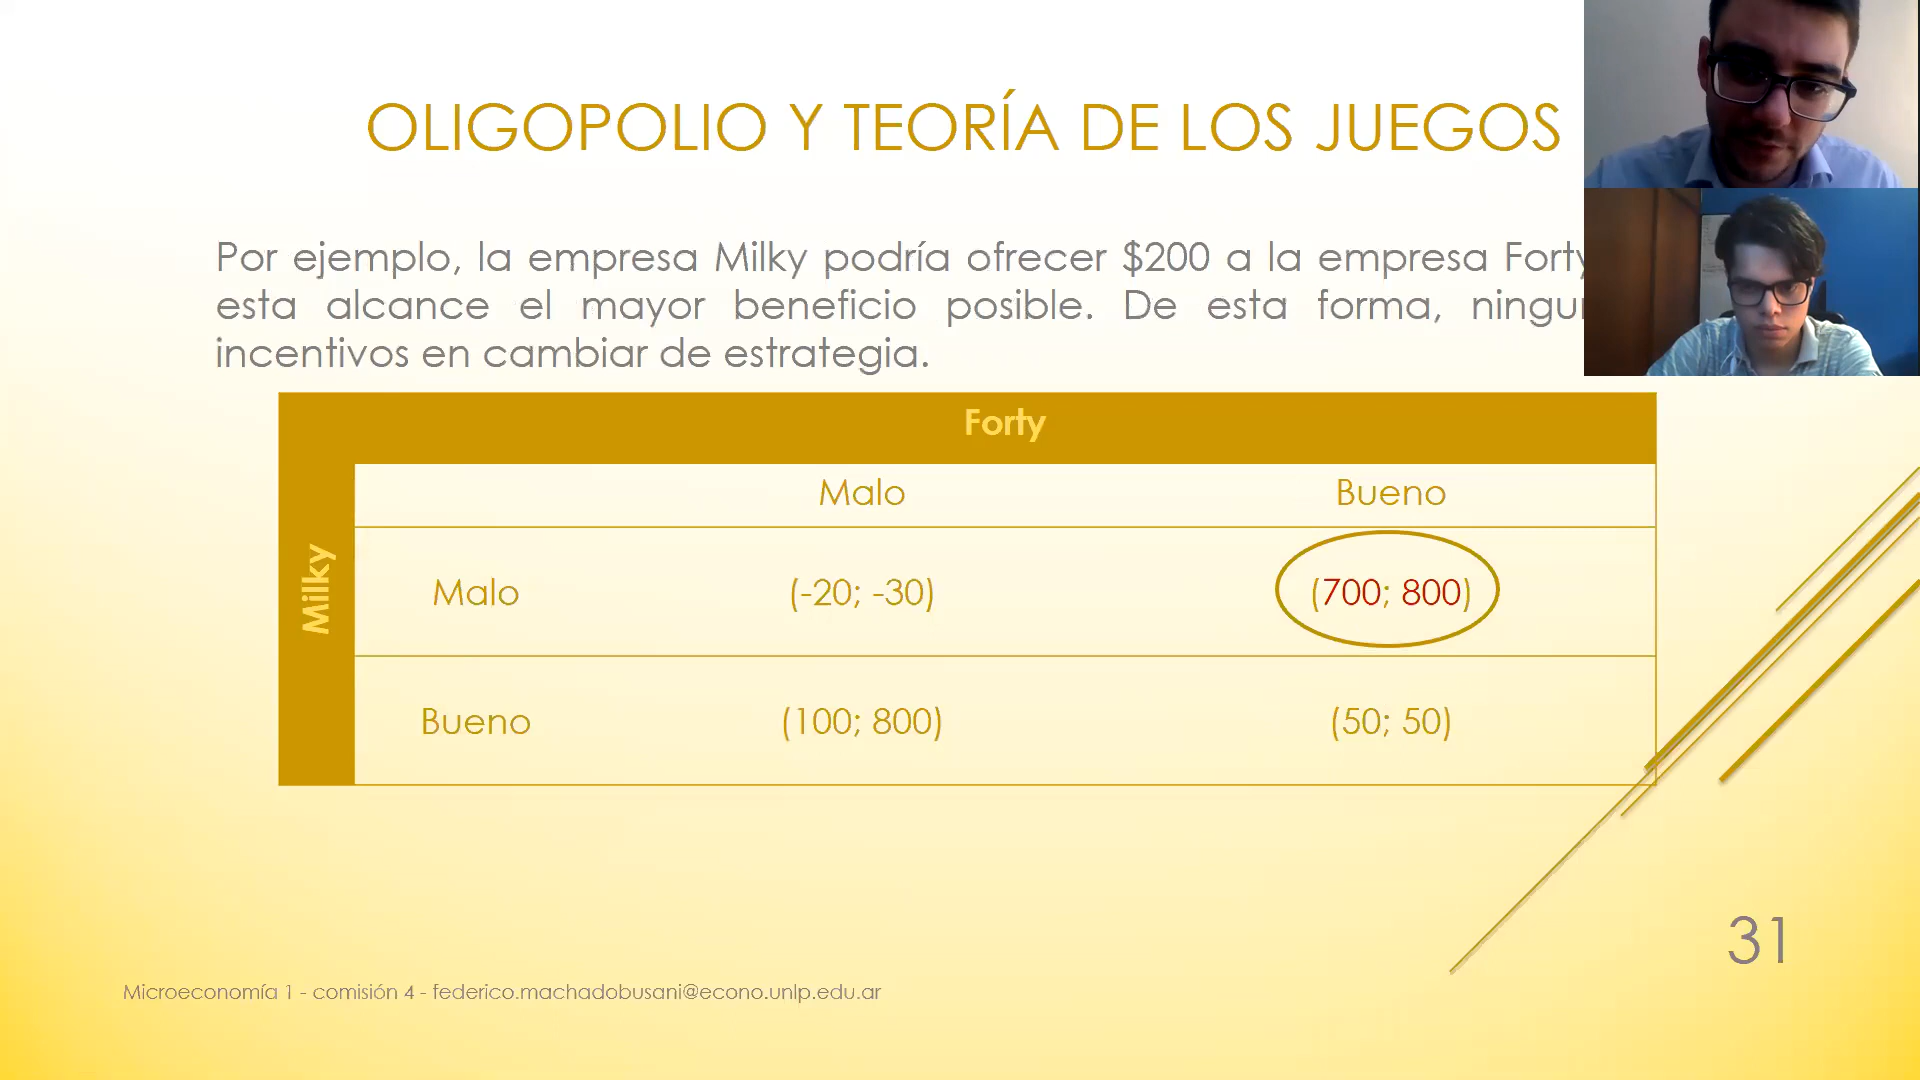 OLIGOPOLIO Y TEORÍA DE LOS JUEGOS
Por ejemplo, la empresa Milky podría ofrecer $200 a la empresa Forty
esta alcance el mayor beneficio posible. De esta forma,
incentivos en cambiar de estrategia.
Forty
Milky
Malo Bueno
Malo (-20; -30) (700; 800)
Bueno (100; 800) (50; 50)
31
Microeconomía 1 - comisión 4 - federico.machadobusani@econo.unlp.edu.ar